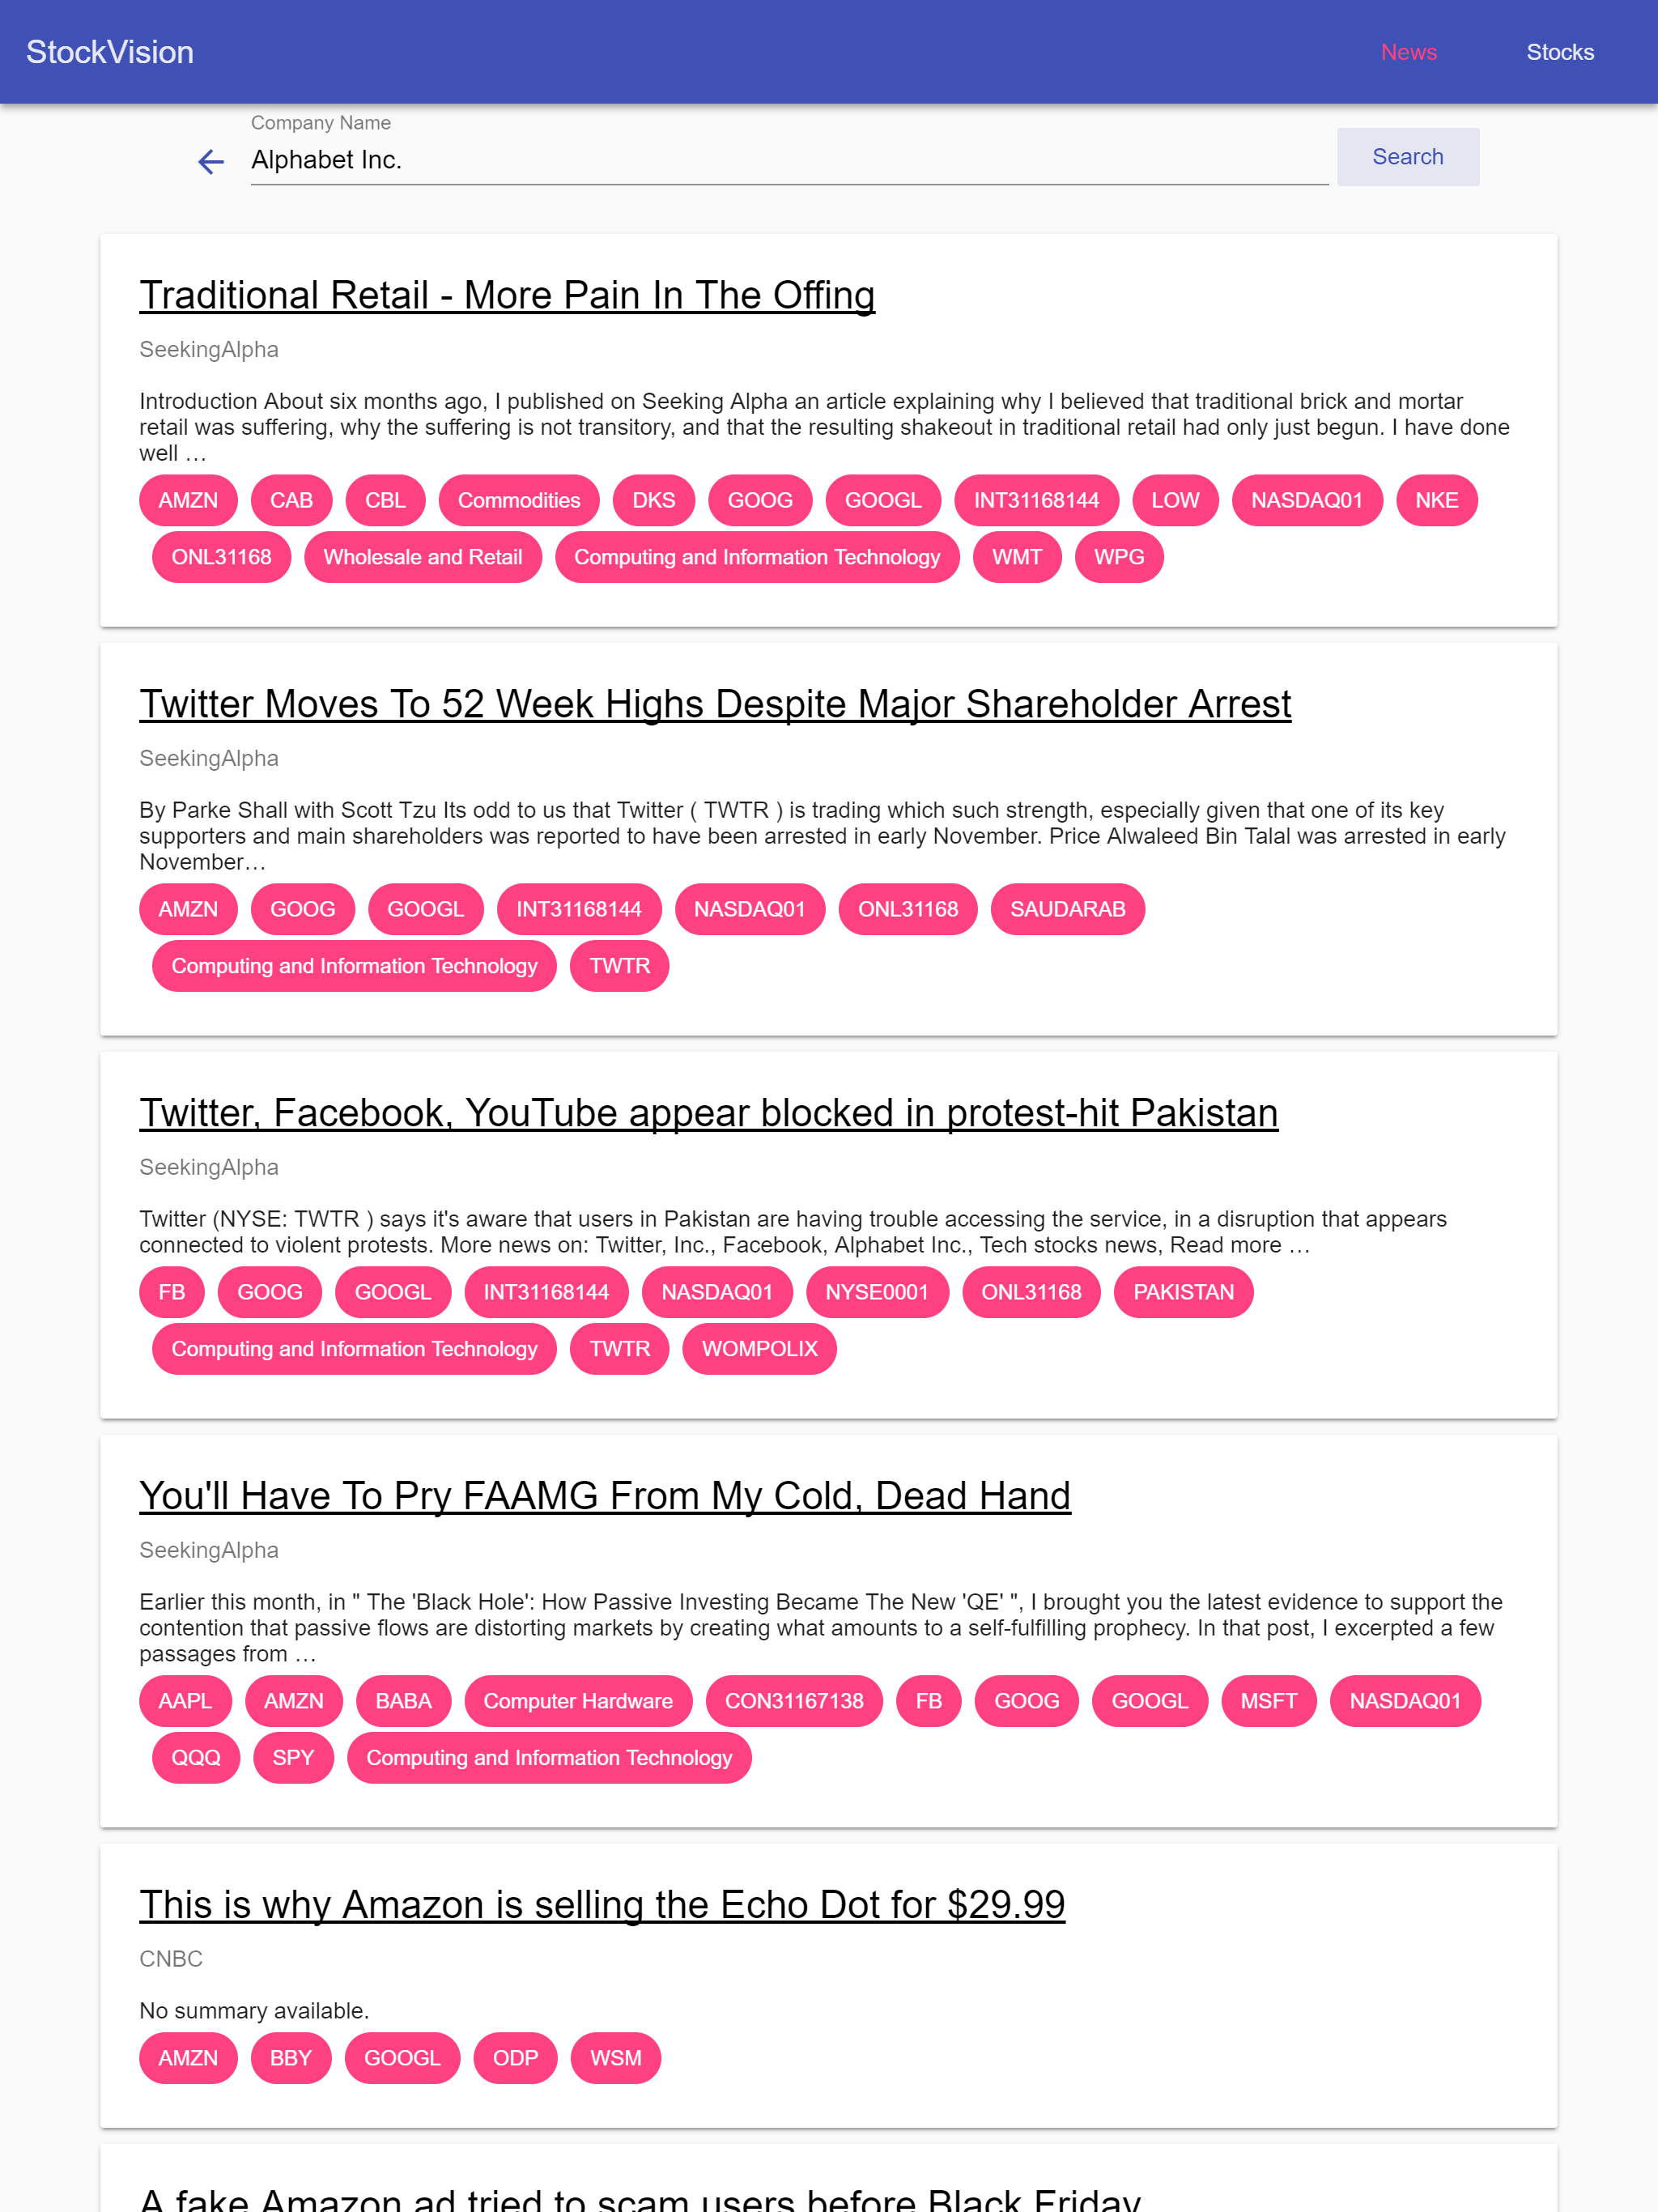 StockVision
News
Stocks
Company Name
Alphabet Inc.
Search
Traditional Retail - More Pain In The Offing
SeekingAlpha
Introduction About six months ago, I published on Seeking Alpha an article explaining why I believed that traditional brick and mortar
retail was suffering, why the suffering is not transitory, and that the resulting shakeout in traditional retail had only just begun. I have done
well …
AMZN CAB CBL Commodities DKS GOOG GOOGL INT31168144 LOW NASDAQ01 NKE
ONL31168 Wholesale and Retail Computing and Information Technology WMT WPG
Twitter Moves To 52 Week Highs Despite Major Shareholder Arrest
SeekingAlpha
By Parke Shall with Scott Tzu Its odd to us that Twitter ( TWTR ) is trading which such strength, especially given that one of its key
supporters and main shareholders was reported to have been arrested in early November. Price Alwaleed Bin Talal was arrested in early
November…
AMZN GOOG GOOGL INT31168144 NASDAQ01 ONL31168 SAUDARAB
Computing and Information Technology TWTR
Twitter, Facebook, YouTube appear blocked in protest-hit Pakistan
SeekingAlpha
Twitter (NYSE: TWTR ) says it's aware that users in Pakistan are having trouble accessing the service, in a disruption that appears
connected to violent protests. More news on: Twitter, Inc., Facebook, Alphabet Inc., Tech stocks news, Read more …
FB GOOG GOOGL INT31168144 NASDAQ01 NYSE0001 ONL31168 PAKISTAN
Computing and Information Technology TWTR WOMPOLIX
You'll Have To Pry FAAMG From My Cold, Dead Hand
SeekingAlpha
Earlier this month, in " The 'Black Hole': How Passive Investing Became The New 'QE' ", I brought you the latest evidence to support the
contention that passive flows are distorting markets by creating what amounts to a self-fulfilling prophecy. In that post, I excerpted a few
passages from …
AAPL AMZN BABA Computer Hardware CON31167138 FB GOOG GOOGL MSFT NASDAQ01
QQQ SPY Computing and Information Technology
This is why Amazon is selling the Echo Dot for $29.99
CNBC
No summary available.
AMZN BBY GOOGL ODP WSM
A fake Amazon ad tried to scam users before Black Friday